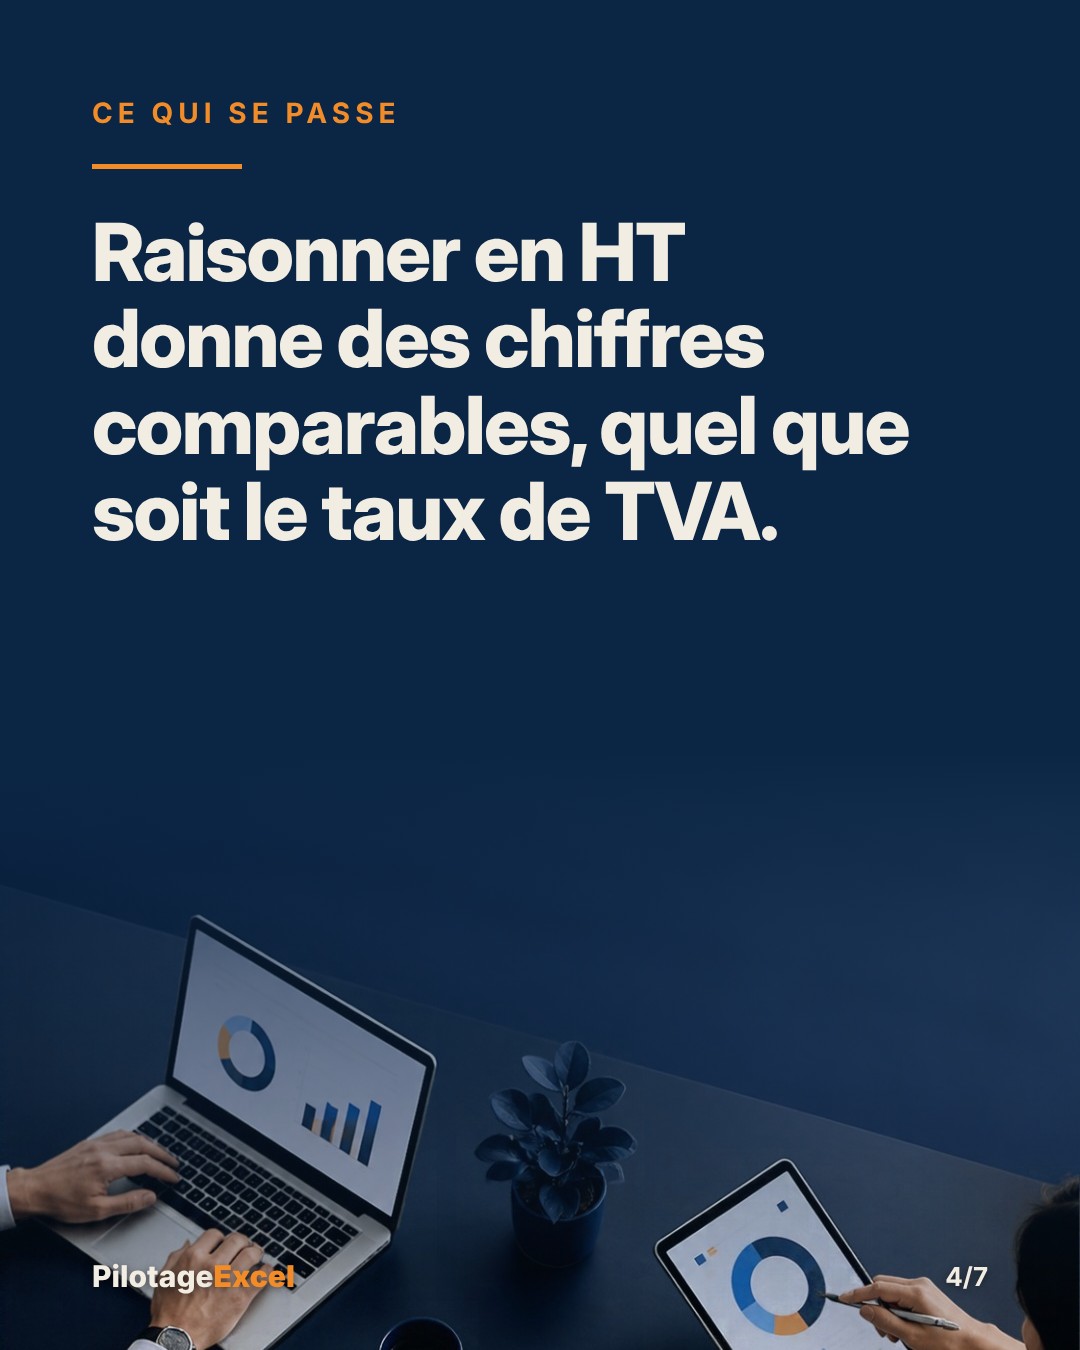 CE QUI SE PASSE
Raisonner en HT
donne des chiffres
comparables, quel que
soit le taux de TVA.
PilotageExcel
4/7